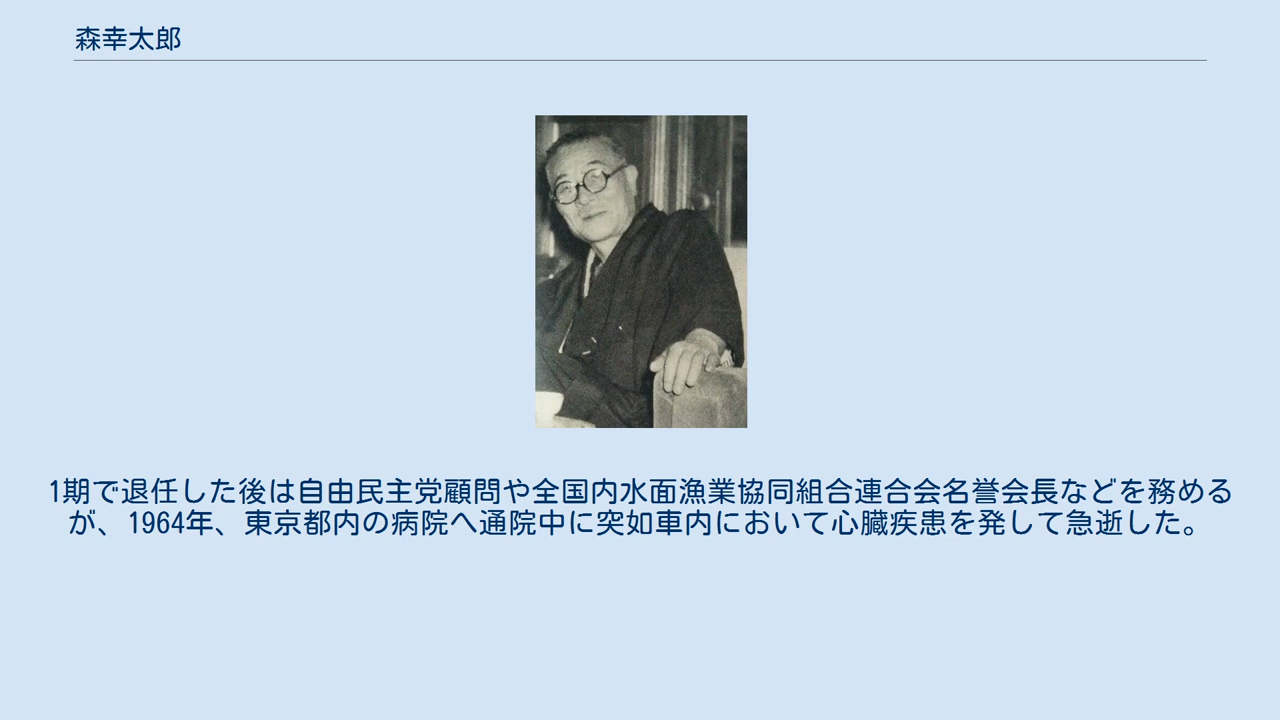 森幸太郎
1期で退任した後は自由民主党顧問や全国内水面漁業協同組合連合会名誉会長などを務める
が、1964年、東京都内の病院へ通院中に突如車内において心臓疾患を発して急逝した。